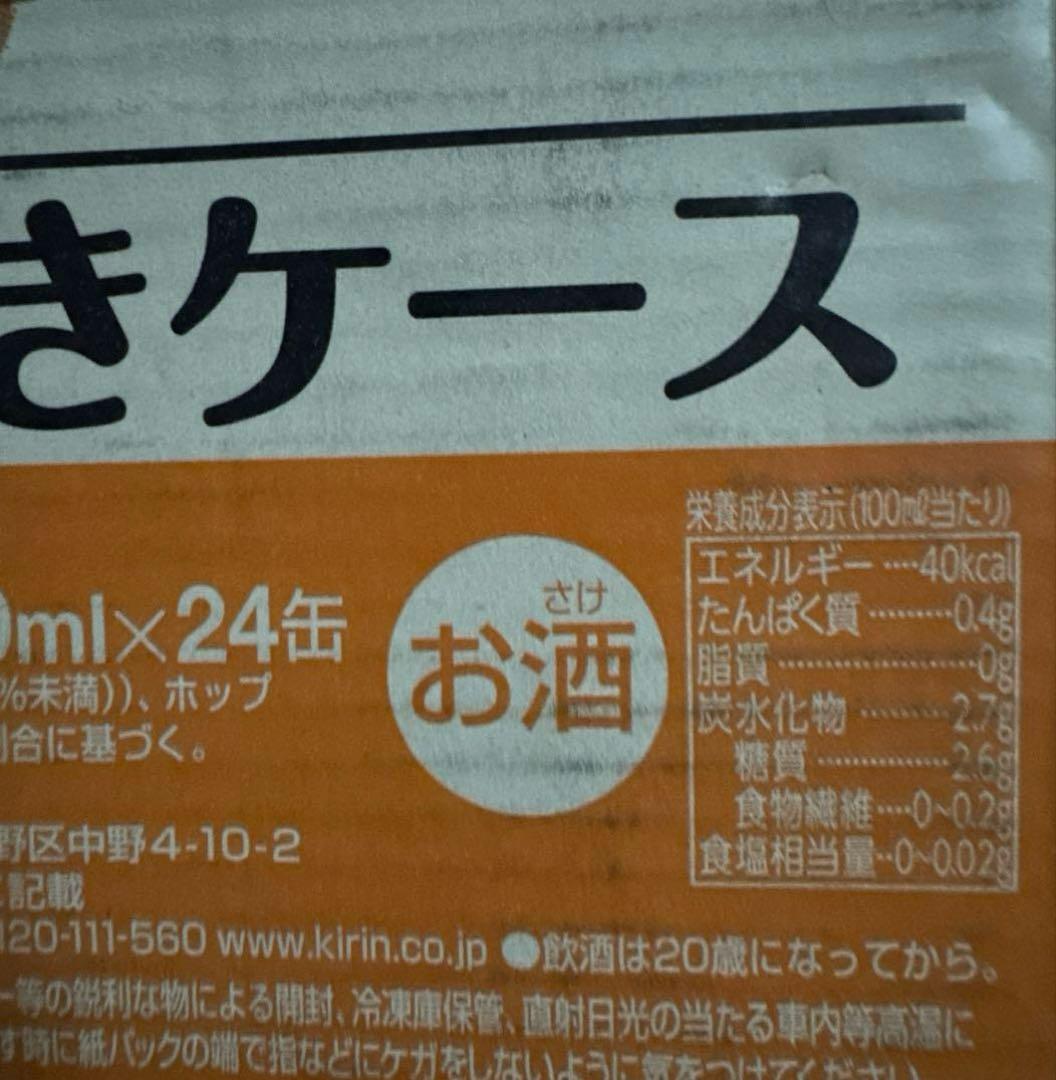 きケース
栄養成分表示(100ml当たり)
エネルギー……40kcal
たんぱく質………0.4g
脂質………………0g
炭水化物………2.7g
糖質……………2.6g
食物繊維……0~0.2g
食塩相当量…0~0.02g
0ml×24缶
さけ
お酒
%未満))、ホップ
合に基づく。
野区中野4-10-2
に記載
120-111-560 www.kirin.co.jp ●飲酒は20歳になってから。
ー等の鋭利な物による開封、冷凍庫保管、直射日光の当たる車内等高温に
す時に紙パックの端で指などにケガをしないように気をつけてください